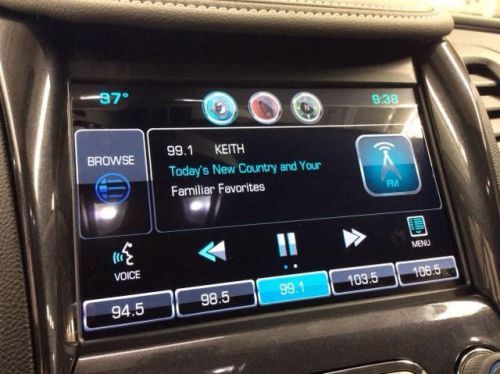 37°
9:38
BROWSE
99.1 KEITH
Today's New Country and Your
Familiar Favorites
FM
VOICE
MENU
94.5
98.5
99.1
103.5
106.5